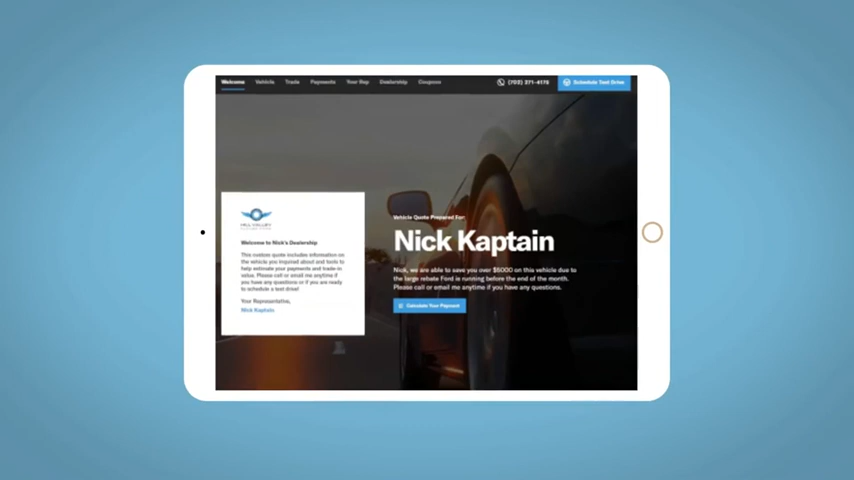 Welcome Vehicle Trade Payments Your Rep Dealership Coupons (702) 371-4175 Schedule Test Drive
HILL VALLEY
Welcome to Nick's Dealership
This custom quote includes information on
the vehicle you inquired about and tools to
help estimate your payments and trade-in
value. Please call or email me anytime if
you have any questions or if you are ready
to schedule a test drive!
Your Representative,
Nick Kaptain
Vehicle Quote Prepared For:
Nick Kaptain
Nick, we are able to save you over $6000 on this vehicle due to
the large rebate Ford is running before the end of the month.
Please call or email me anytime if you have any questions.
Calculate Your Payment